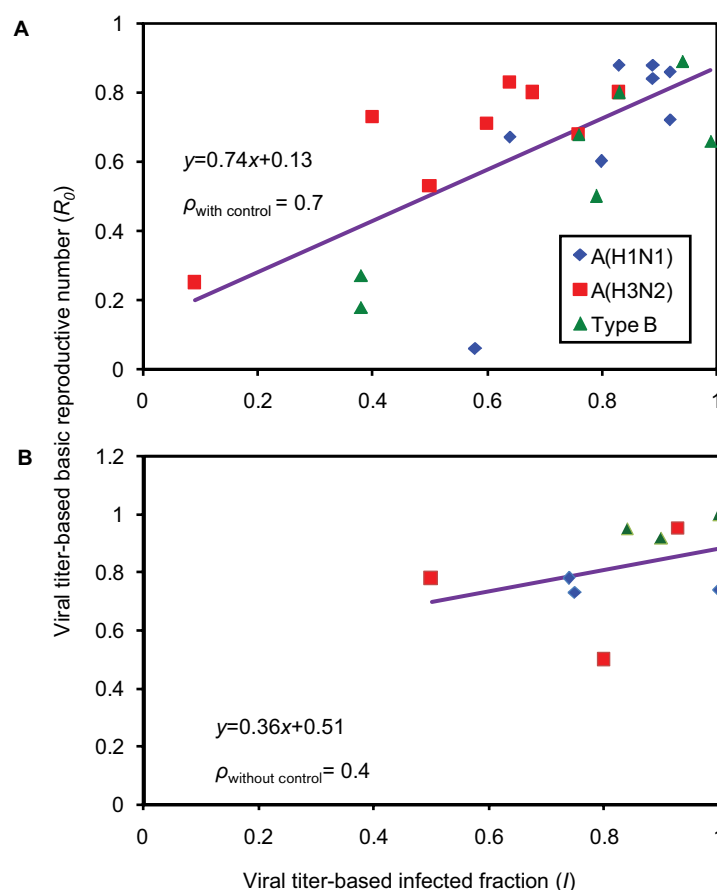 A
Viral titer-based basic reproductive number (R0)
1
0.8
0.6
0.4
0.2
0
y=0.74x+0.13
ρwith control = 0.7
A(H1N1)
A(H3N2)
Type B
0 0.2 0.4 0.6 0.8 1
B
1.2
1
0.8
0.6
0.4
0.2
0
y=0.36x+0.51
ρwithout control= 0.4
0 0.2 0.4 0.6 0.8 1
Viral titer-based infected fraction (I)